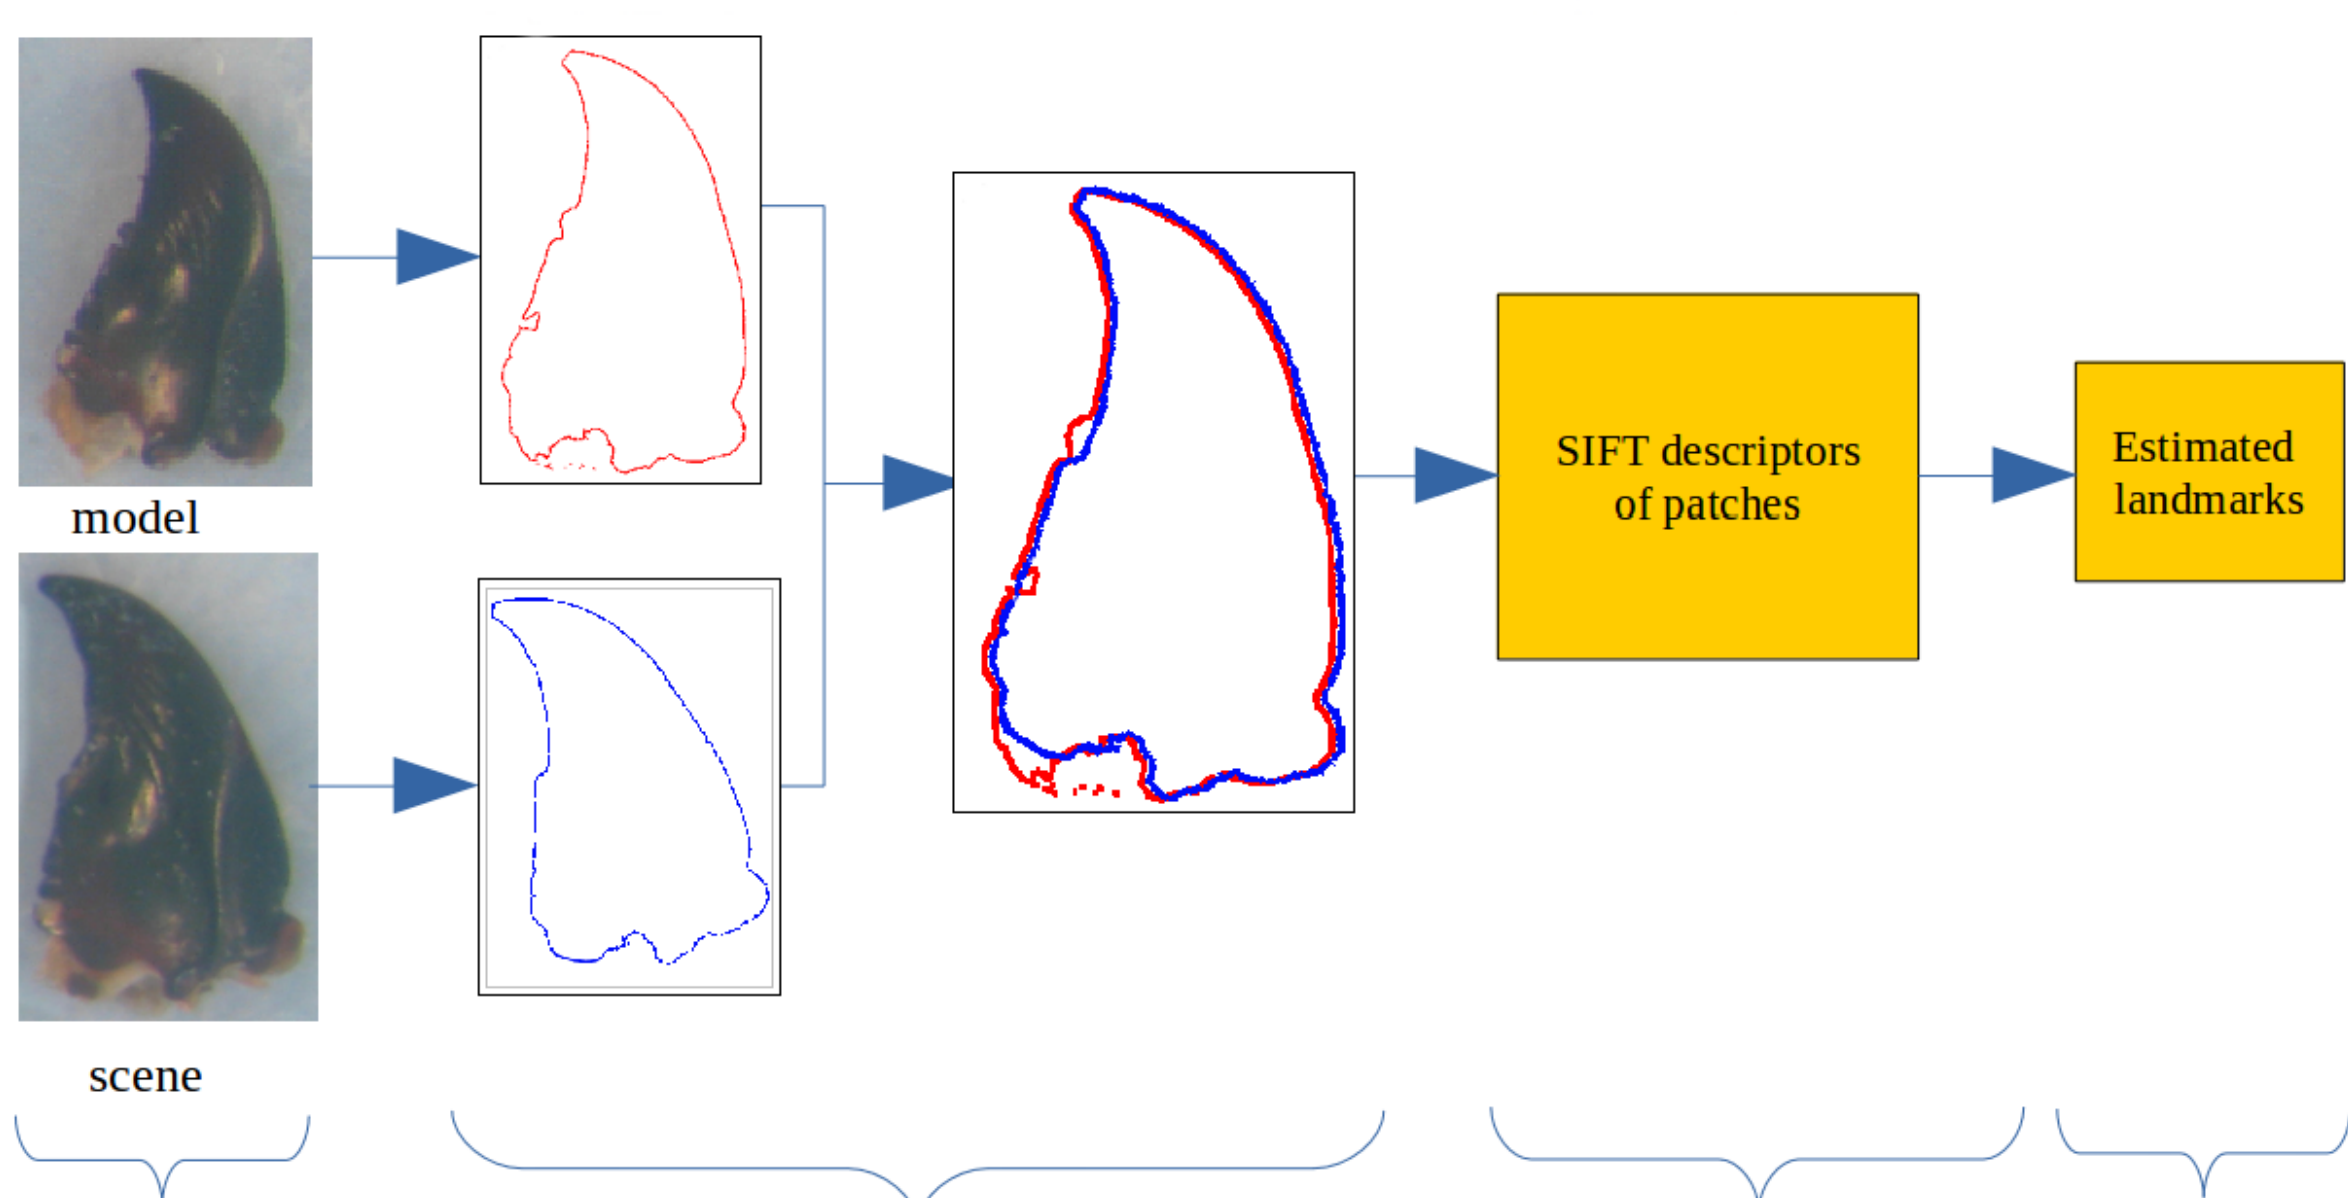 model
scene
SIFT descriptors
of patches
Estimated
landmarks